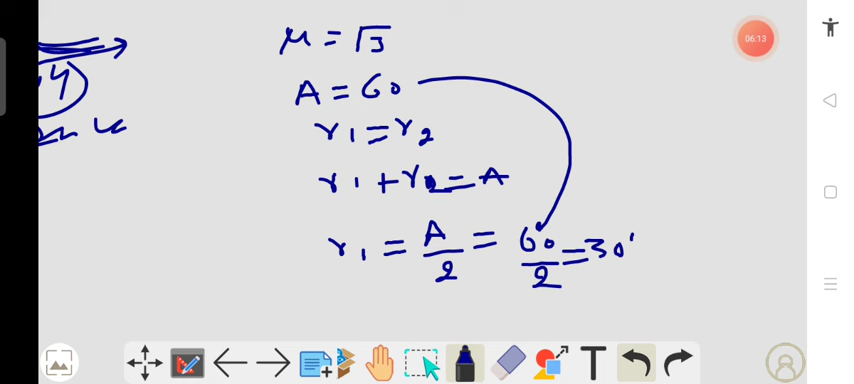 μ = √3
A = 60
r1 = r2
r1 + r2 = A
r1 = A/2 = 60/2 = 30°
06:13
T